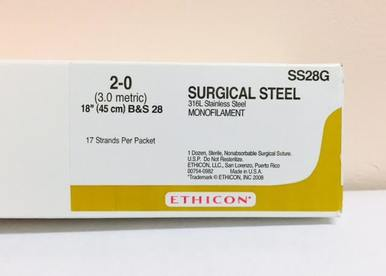 SS28G
2-0
(3.0 metric)
18" (45 cm) B&S 28
17 Strands Per Packet
SURGICAL STEEL
316L Stainless Steel
MONOFILAMENT
1 Dozen, Sterile, Nonabsorbable Surgical Suture.
U.S.P. Do Not Resterilize.
ETHICON, LLC., San Lorenzo, Puerto Rico
00754-0982 Made in U.S.A.
*Trademark © ETHICON, INC 2008
ETHICON*